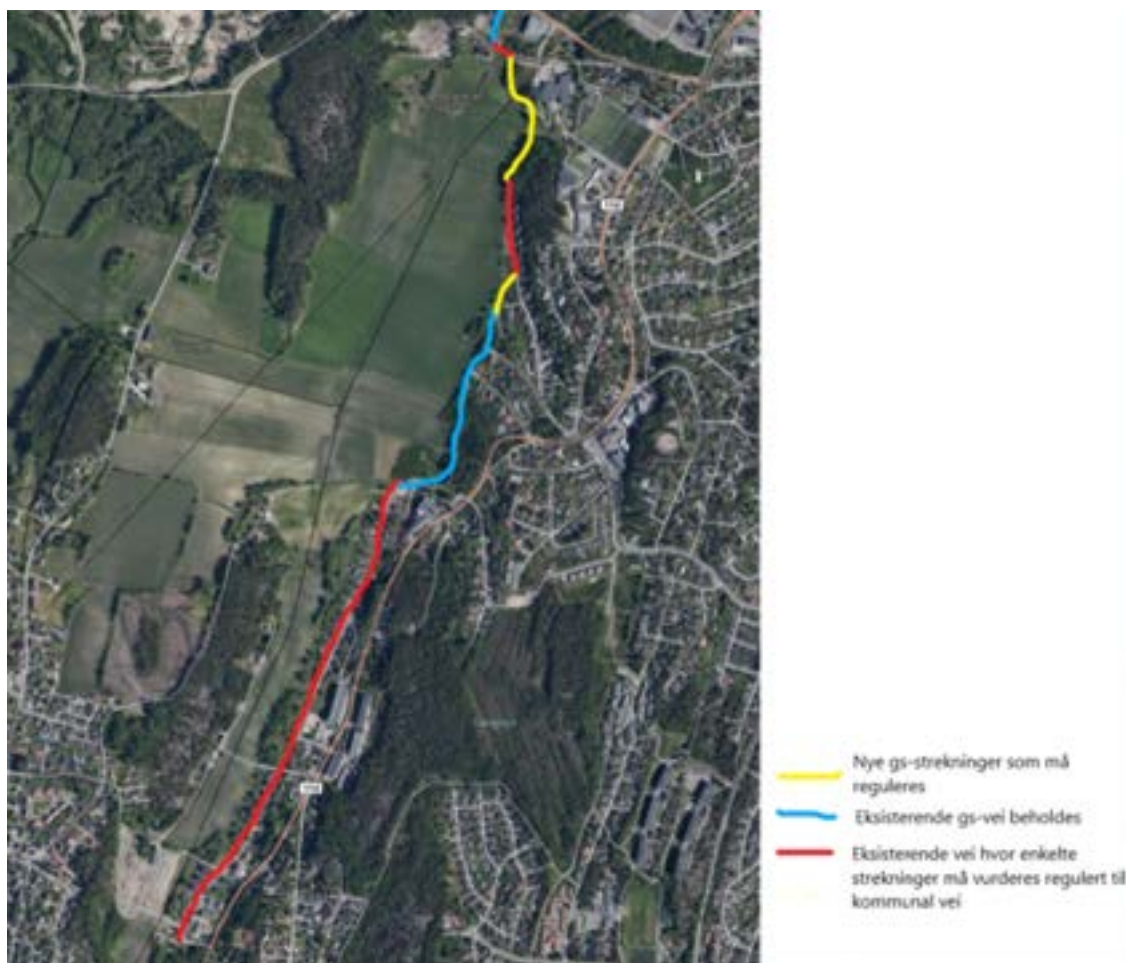 Nye gs-strekninger som må
reguleres
Eksisterende gs-vei beholdes
Eksisterende vei hvor enkelte
strekninger må vurderes regulert til
kommunal vei